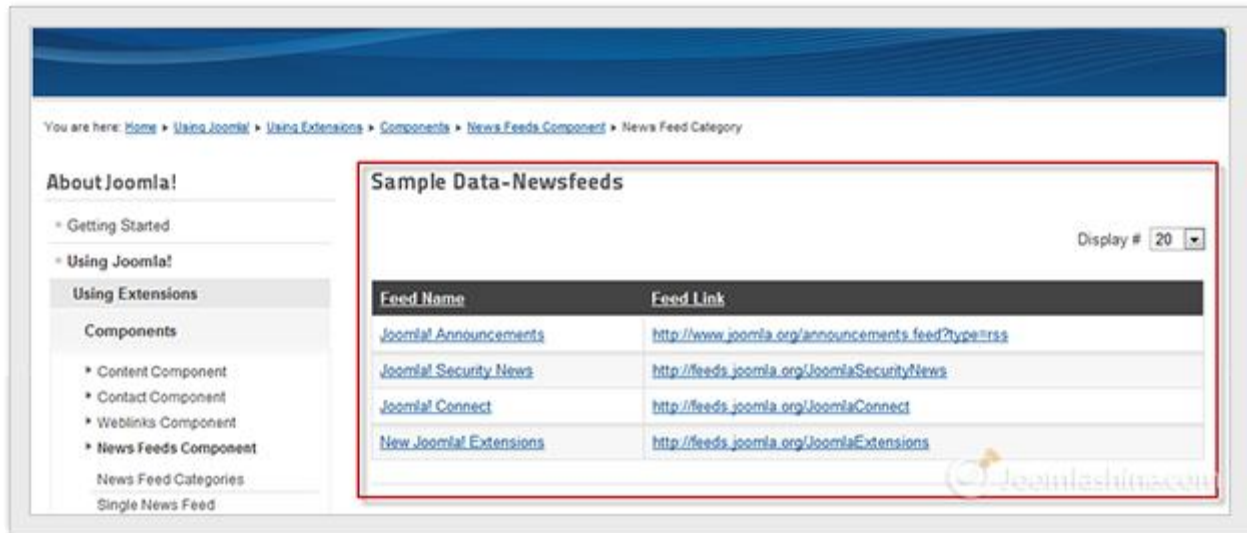 You are here: Home ▸ Using Joomla! ▸ Using Extensions ▸ Components ▸ News Feeds Component ▸ News Feed Category
About Joomla!
Getting Started
Using Joomla!
Using Extensions
Components
Content Component
Contact Component
Weblinks Component
News Feeds Component
News Feed Categories
Single News Feed
Sample Data-Newsfeeds
Display # 20
Feed Name Feed Link
Joomla! Announcements http://www.joomla.org/announcements.feed?type=rss
Joomla! Security News http://feeds.joomla.org/JoomlaSecurityNews
Joomla! Connect http://feeds.joomla.org/JoomlaConnect
New Joomla! Extensions http://feeds.joomla.org/JoomlaExtensions
Joomlashine.com